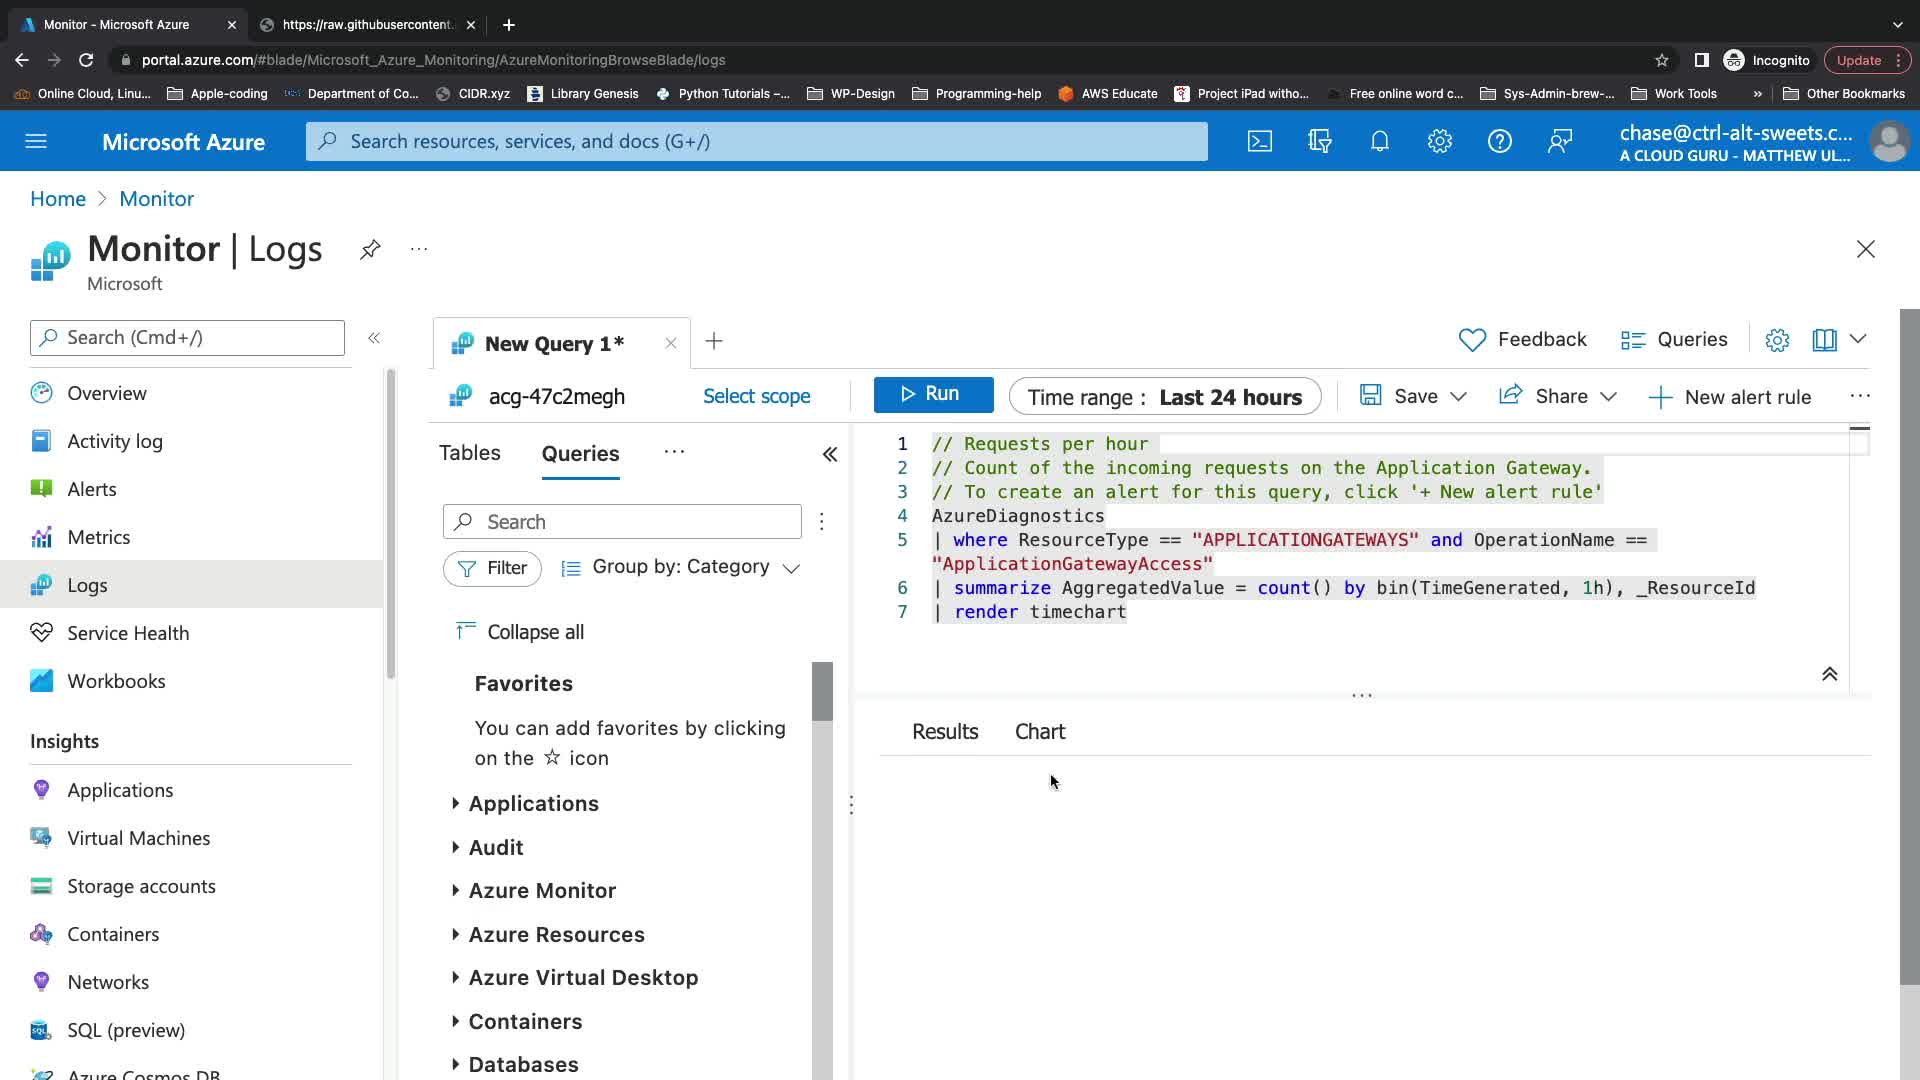 Monitor - Microsoft Azure
https://raw.githubusercontent.
portal.azure.com/#blade/Microsoft_Azure_Monitoring/AzureMonitoringBrowseBlade/logs
Incognito
Update
Online Cloud, Linu...
Apple-coding
Department of Co...
CIDR.xyz
Library Genesis
Python Tutorials –...
WP-Design
Programming-help
AWS Educate
Project iPad witho...
Free online word c...
Sys-Admin-brew-...
Work Tools
»
Other Bookmarks
Microsoft Azure
Search resources, services, and docs (G+/)
chase@ctrl-alt-sweets.c...
A CLOUD GURU - MATTHEW UL...
Home > Monitor
Monitor | Logs
...
Microsoft
Search (Cmd+/)
«
Overview
Activity log
Alerts
Metrics
Logs
Service Health
Workbooks
Insights
Applications
Virtual Machines
Storage accounts
Containers
Networks
SQL (preview)
Azure Cosmos DB
New Query 1*
Feedback
Queries
acg-47c2megh
Select scope
Run
Time range : Last 24 hours
Save
Share
New alert rule
...
Tables
Queries
...
«
Search
Filter
Group by: Category
Collapse all
Favorites
You can add favorites by clicking
on the ☆ icon
Applications
Audit
Azure Monitor
Azure Resources
Azure Virtual Desktop
Containers
Databases
1 // Requests per hour
2 // Count of the incoming requests on the Application Gateway.
3 // To create an alert for this query, click '+ New alert rule'
4 AzureDiagnostics
5 | where ResourceType == "APPLICATIONGATEWAYS" and OperationName ==
"ApplicationGatewayAccess"
6 | summarize AggregatedValue = count() by bin(TimeGenerated, 1h), _ResourceId
7 | render timechart
...
Results
Chart